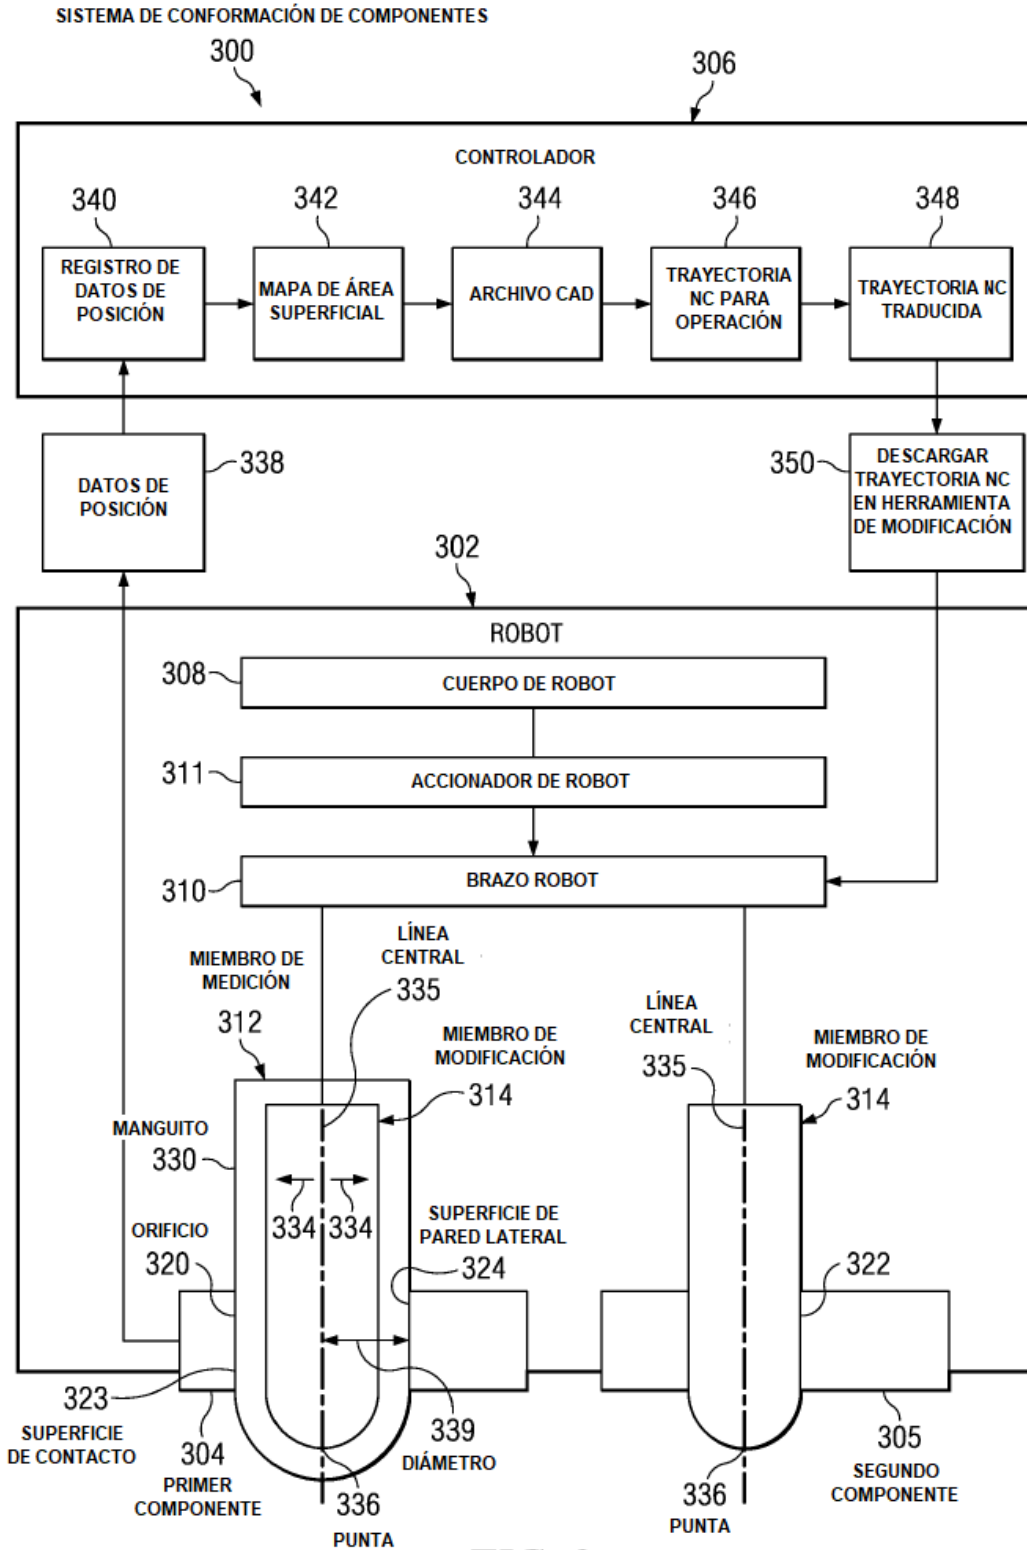 SISTEMA DE CONFORMACIÓN DE COMPONENTES
300
306
CONTROLADOR
340
342
344
346
348
REGISTRO DE
DATOS DE
POSICIÓN
MAPA DE ÁREA
SUPERFICIAL
ARCHIVO CAD
TRAYECTORIA
NC PARA
OPERACIÓN
TRAYECTORIA NC
TRADUCIDA
338
DATOS DE
POSICIÓN
350
DESCARGAR
TRAYECTORIA NC
EN HERRAMIENTA
DE MODIFICACIÓN
302
ROBOT
308
CUERPO DE ROBOT
311
ACCIONADOR DE ROBOT
310
BRAZO ROBOT
MIEMBRO DE
MEDICIÓN
312
LÍNEA
CENTRAL
335
MIEMBRO DE
MODIFICACIÓN
314
LÍNEA
CENTRAL
335
MIEMBRO DE
MODIFICACIÓN
314
MANGUITO
330
334
334
ORIFICIO
320
SUPERFICIE DE
PARED LATERAL
324
322
323
SUPERFICIE
DE CONTACTO
304
PRIMER
COMPONENTE
336
PUNTA
339
DIÁMETRO
336
PUNTA
305
SEGUNDO
COMPONENTE